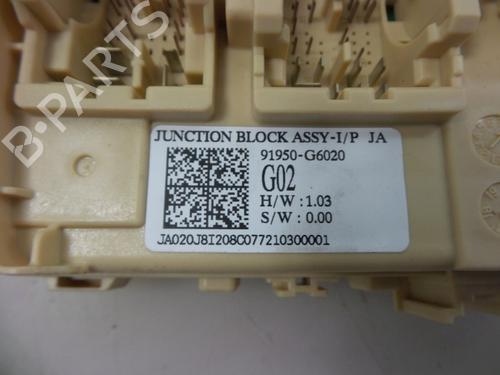 JUNCTION BLOCK ASSY-I/P JA
91950-G6020
G02
H/W:1.03
S/W:0.00
JA020J8I208C077210300001
B-PARTS